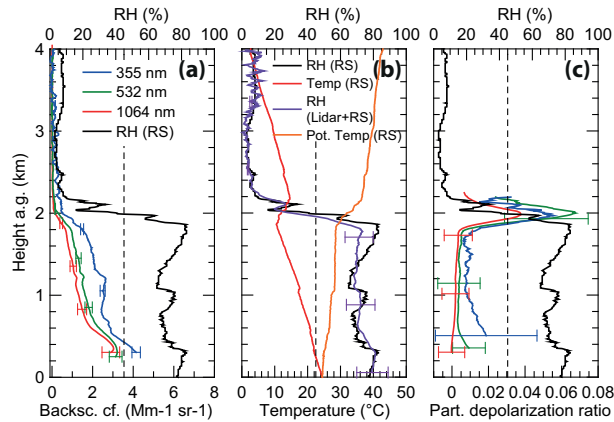 RH (%) RH (%) RH (%)
0 20 40 60 80 100 0 20 40 60 80 100 0 20 40 60 80 100
4
3
2
1
0
Height a.g. (km)
(a)
355 nm
532 nm
1064 nm
RH (RS)
(b)
RH (RS)
Temp (RS)
RH
(Lidar+RS)
Pot. Temp (RS)
(c)
0 2 4 6 8 0 10 20 30 40 50 0 0.02 0.04 0.06 0.08
Backsc. cf. (Mm-1 sr-1) Temperature (°C) Part. depolarization ratio